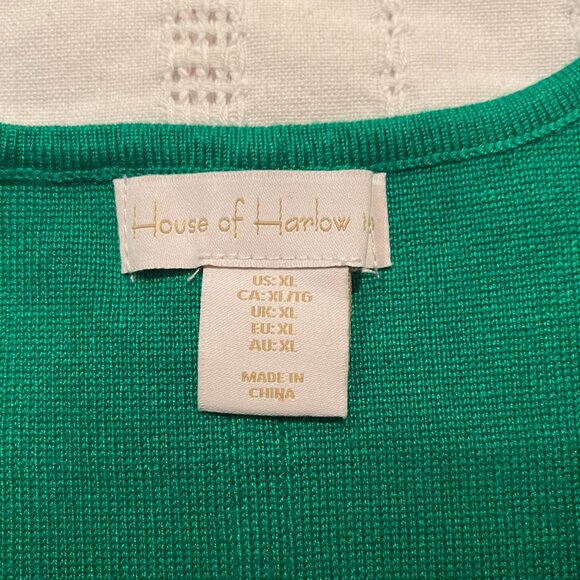 House of Harlow
US: XL
CA: XL/TG
UK: XL
EU: XL
AU: XL
MADE IN
CHINA